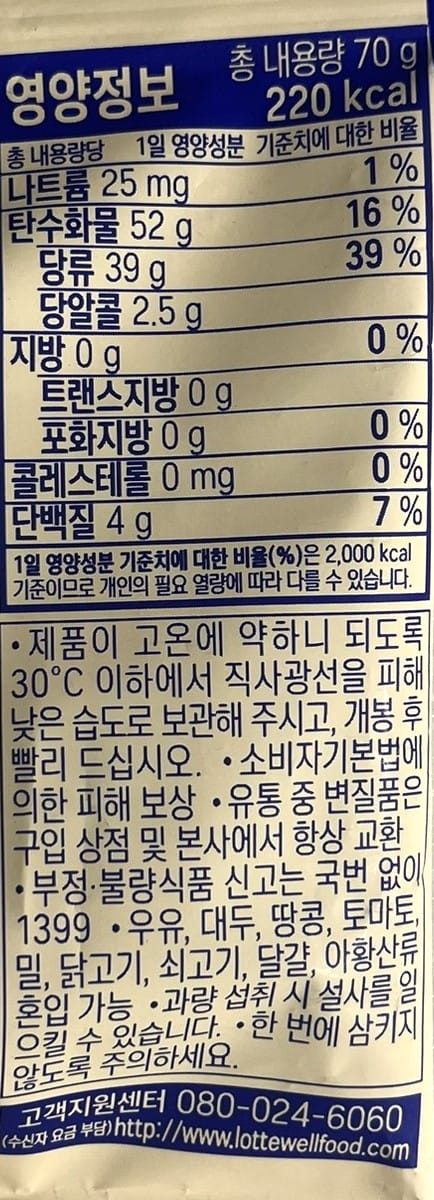 영양정보
총 내용량 70 g
220 kcal
총 내용량당 1일 영양성분 기준치에 대한 비율
나트륨 25 mg 1 %
탄수화물 52 g 16 %
당류 39 g 39 %
당알콜 2.5 g
지방 0 g 0 %
트랜스지방 0 g
포화지방 0 g 0 %
콜레스테롤 0 mg 0 %
단백질 4 g 7 %
1일 영양성분 기준치에 대한 비율(%)은 2,000 kcal
기준이므로 개인의 필요 열량에 따라 다를 수 있습니다.
•제품이 고온에 약하니 되도록
30℃ 이하에서 직사광선을 피해
낮은 습도로 보관해 주시고, 개봉 후
빨리 드십시오. •소비자기본법에
의한 피해 보상 •유통 중 변질품은
구입 상점 및 본사에서 항상 교환
•부정·불량식품 신고는 국번 없이
1399 •우유, 대두, 땅콩, 토마토,
밀, 닭고기, 쇠고기, 달걀, 아황산류
혼입 가능 •과량 섭취 시 설사를 일
으킬 수 있습니다. •한 번에 삼키지
않도록 주의하세요.
고객지원센터 080-024-6060
(수신자 요금 부담)http://www.lottewellfood.com